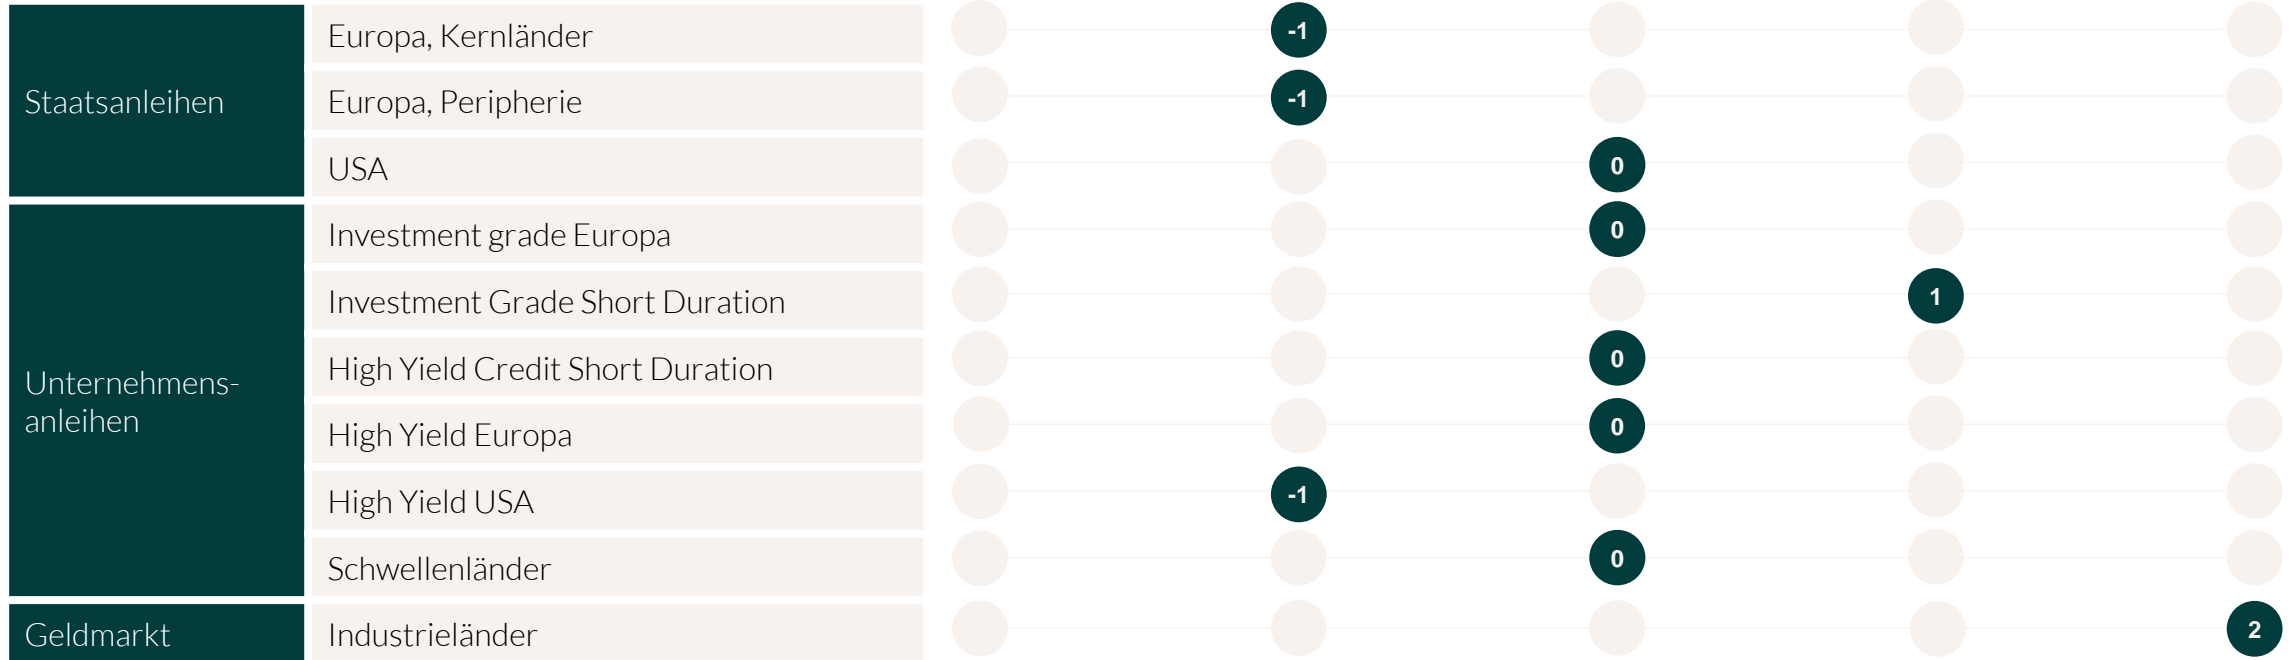 Staatsanleihen
Europa, Kernländer
-1
Europa, Peripherie
-1
USA
0
Unternehmens-
anleihen
Investment grade Europa
0
Investment Grade Short Duration
1
High Yield Credit Short Duration
0
High Yield Europa
0
High Yield USA
-1
Schwellenländer
0
Geldmarkt
Industrieländer
2